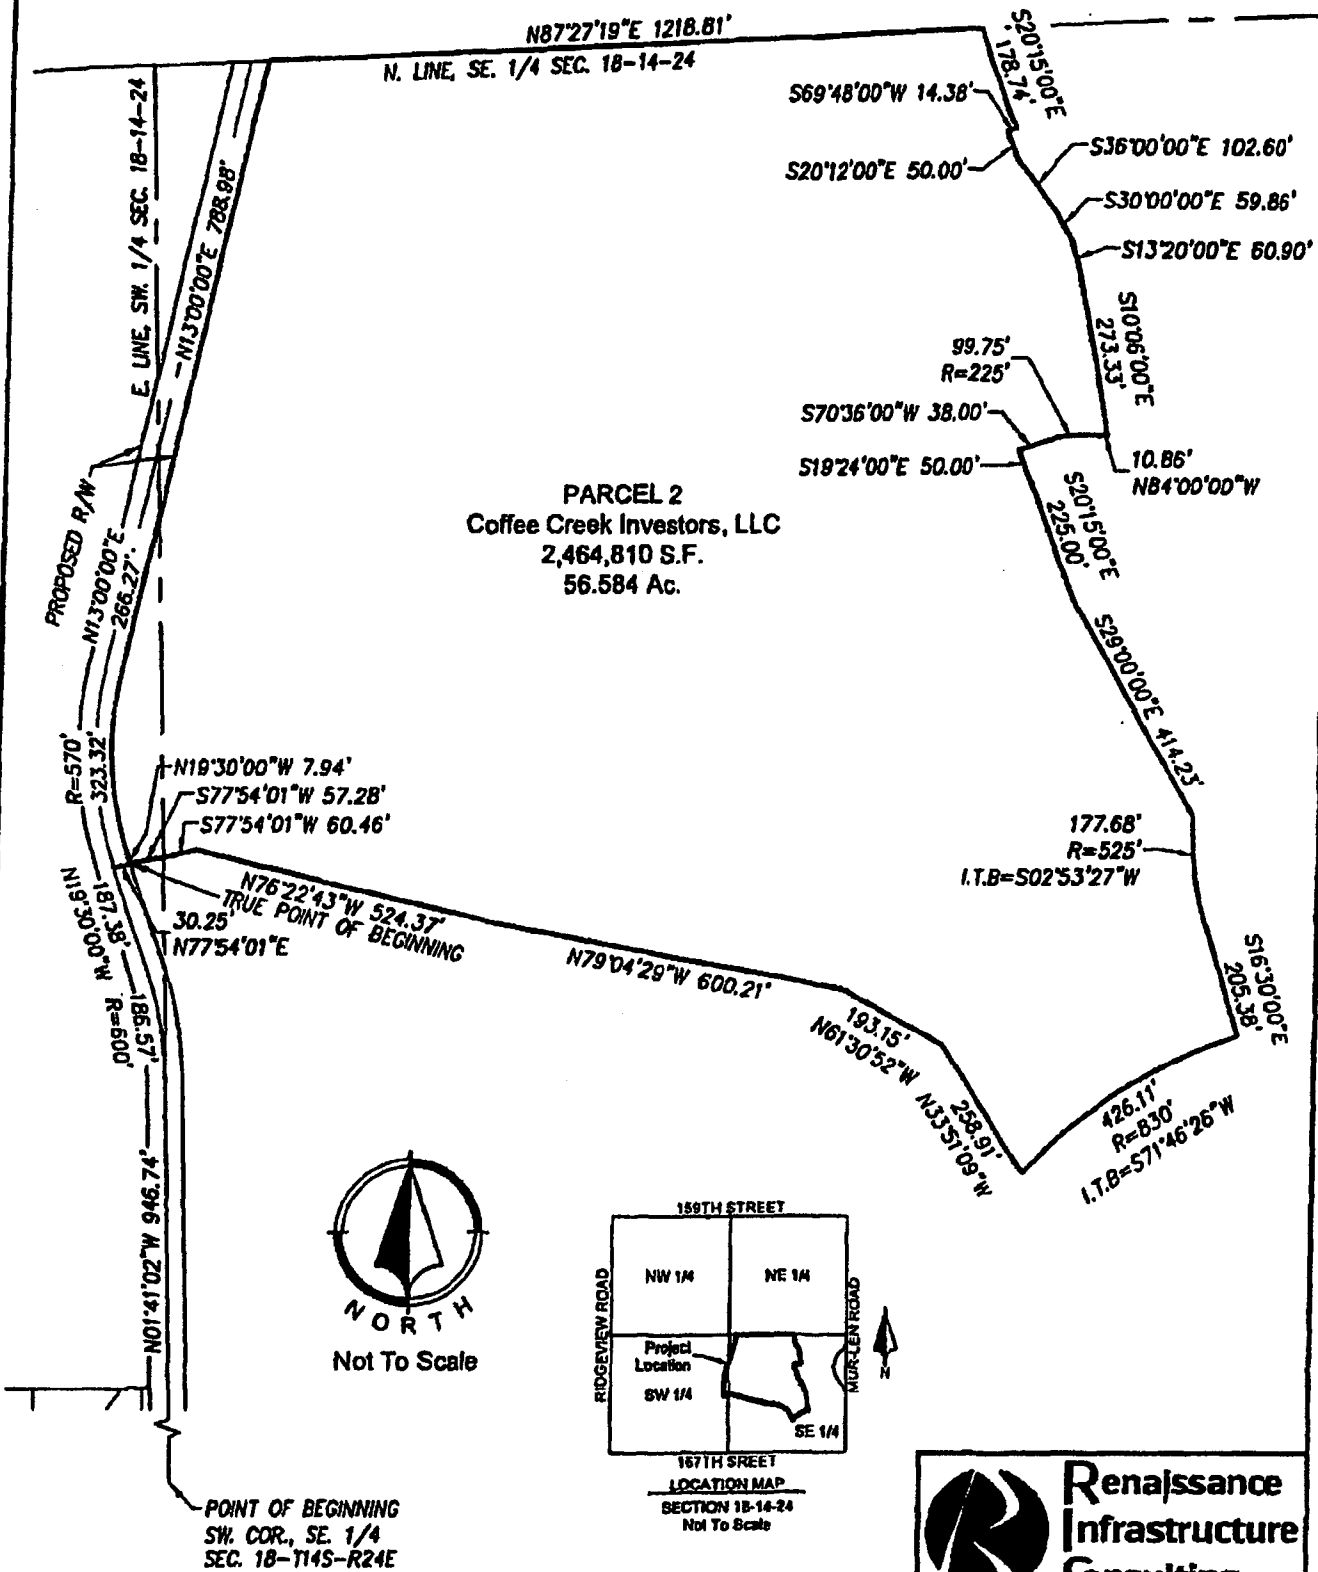 N87°27'19"E 1218.81'
N. LINE, SE. 1/4 SEC. 18-14-24
S20°15'00"E
178.74'
S69°48'00"W 14.38'
S20°12'00"E 50.00'
S36°00'00"E 102.60'
S30°00'00"E 59.86'
S13°20'00"E 60.90'
S10°06'00"E
273.33'
99.75'
R=225'
S70°36'00"W 38.00'
S19°24'00"E 50.00'
10.86'
N84°00'00"W
E. LINE, SW. 1/4 SEC. 18-14-24
N13°00'00"E 788.98'
PROPOSED R/W
N13°00'00"E
266.27'
PARCEL 2
Coffee Creek Investors, LLC
2,464,810 S.F.
56.584 Ac.
S20°15'00"E
225.00'
S29°00'00"E 414.23'
R=570'
323.32'
N19°30'00"W 7.94'
S77°54'01"W 57.28'
S77°54'01"W 60.46'
177.68'
R=525'
I.T.B=S02°53'27"W
N76°22'43"W 524.37'
TRUE POINT OF BEGINNING
30.25'
N77°54'01"E
187.38'
N19°30'00"W
186.57'
R=600'
N79°04'29"W 600.21'
S16°30'00"E
205.38'
193.15'
N61°30'52"W
258.91'
N33°51'09"W
426.11'
R=830'
I.T.B=S71°46'26"W
N01°41'02"W 946.74'
NORTH
Not To Scale
159TH STREET
RIDGEVIEW ROAD
NW 1/4
NE 1/4
MUR-LEN ROAD
Project
Location
SW 1/4
SE 1/4
N
167TH SREET
LOCATION MAP
SECTION 18-14-24
Not To Scale
POINT OF BEGINNING
SW. COR., SE. 1/4
SEC. 18-T14S-R24E
Renaissance
Infrastructure
Consulting